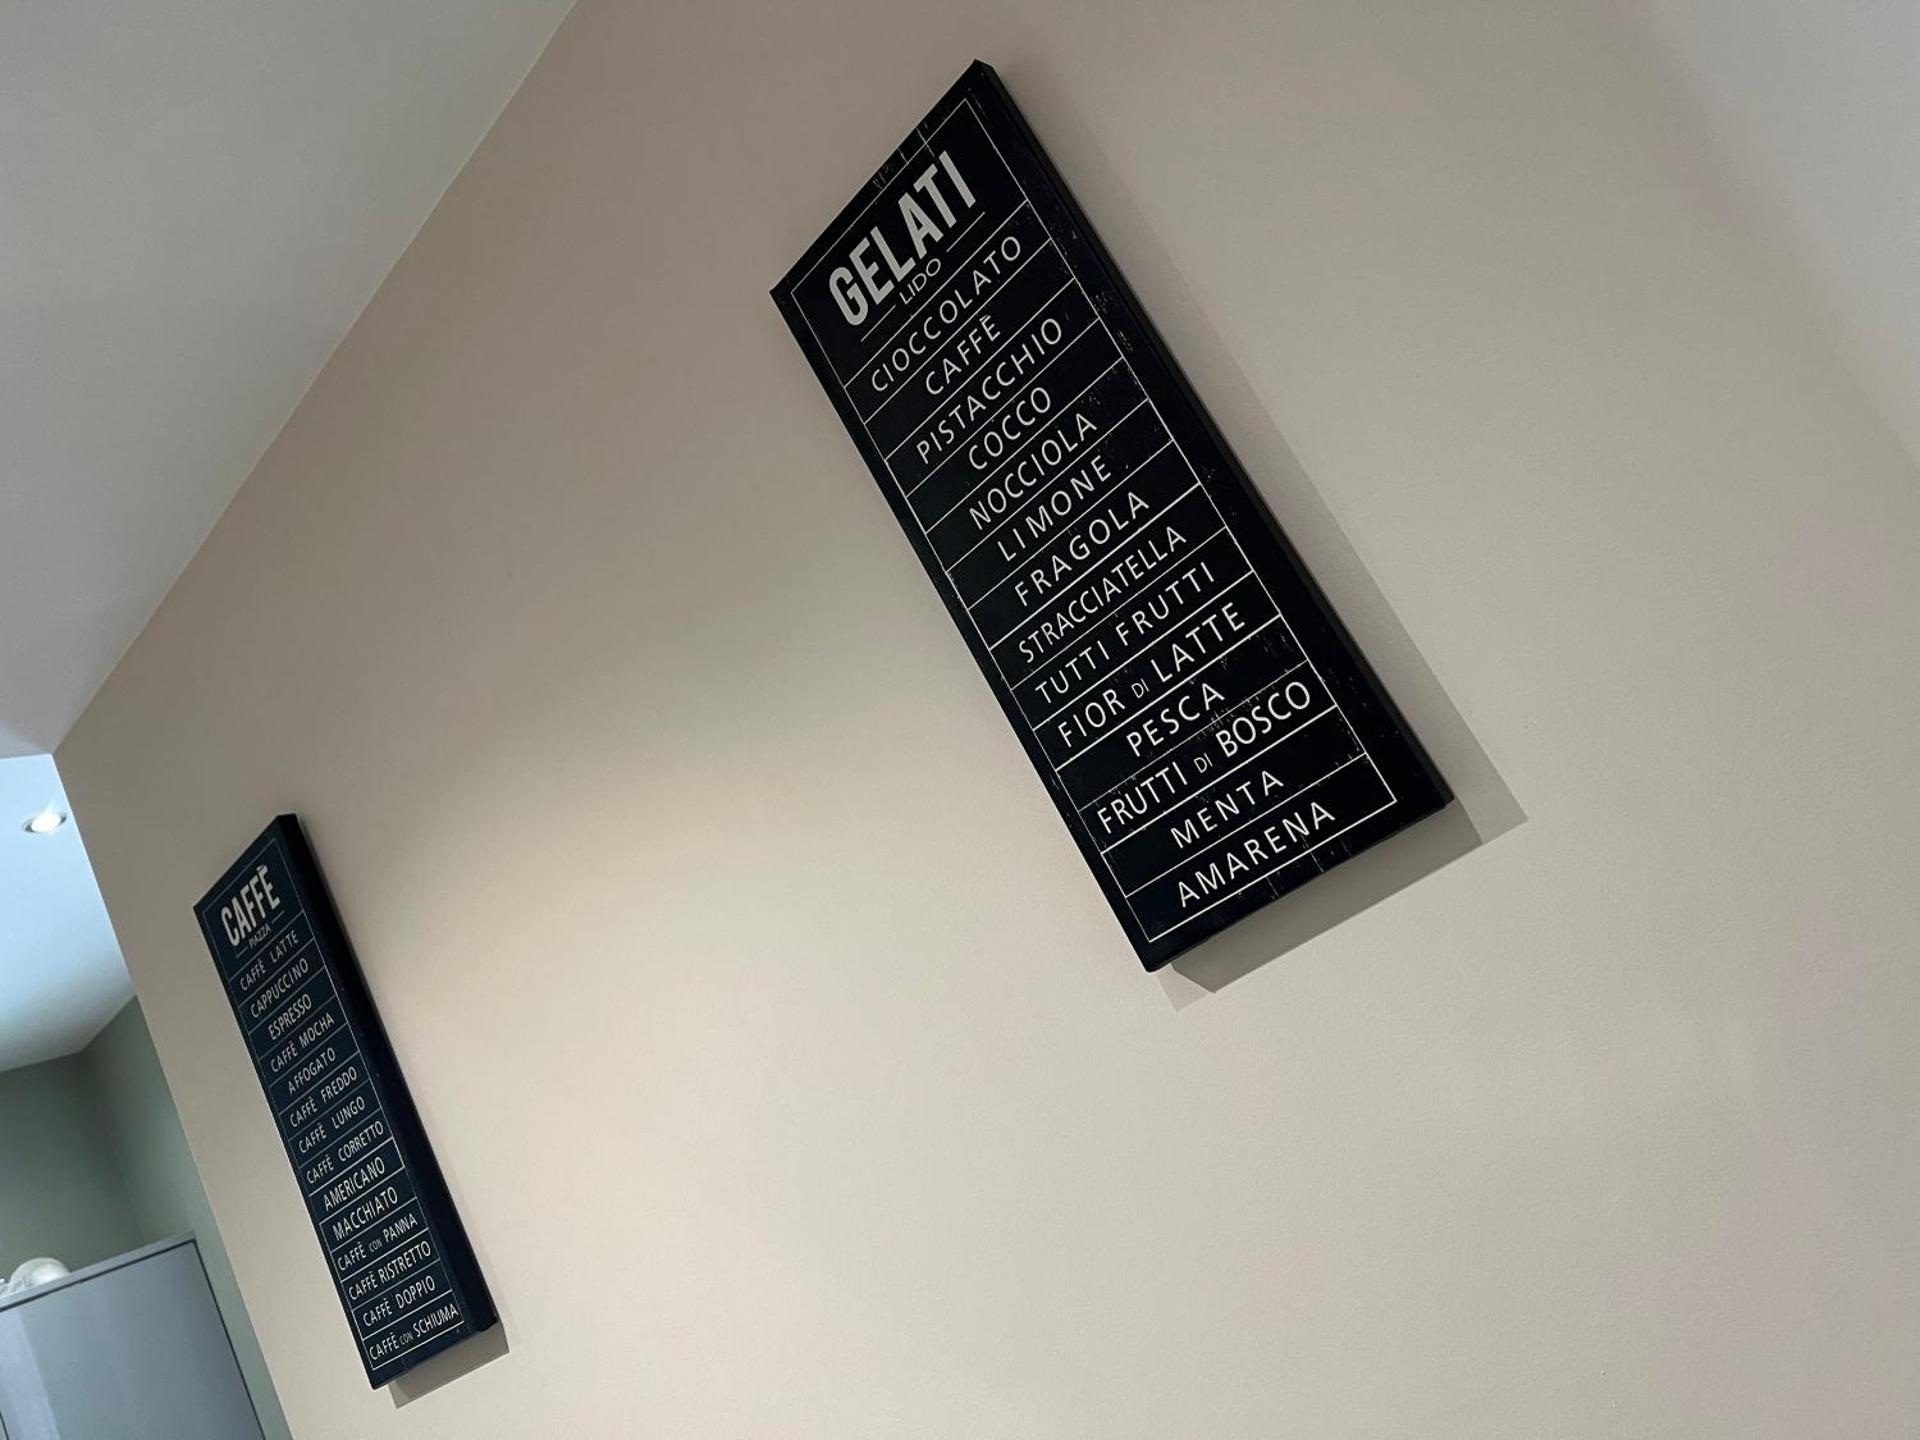 GELATI
LIDO
CIOCCOLATO
CAFFÈ
PISTACCHIO
COCCO
NOCCIOLA
LIMONE
FRAGOLA
STRACCIATELLA
TUTTI FRUTTI
FIOR DI LATTE
PESCA
FRUTTI DI BOSCO
MENTA
AMARENA
CAFFÈ
PIAZZA
CAFFÈ LATTE
CAPPUCCINO
ESPRESSO
CAFFÈ MOCHA
AFFOGATO
CAFFÈ FREDDO
CAFFÈ LUNGO
CAFFÈ CORRETTO
AMERICANO
MACCHIATO
CAFFÈ CON PANNA
CAFFÈ RISTRETTO
CAFFÈ DOPPIO
CAFFÈ CON SCHIUMA